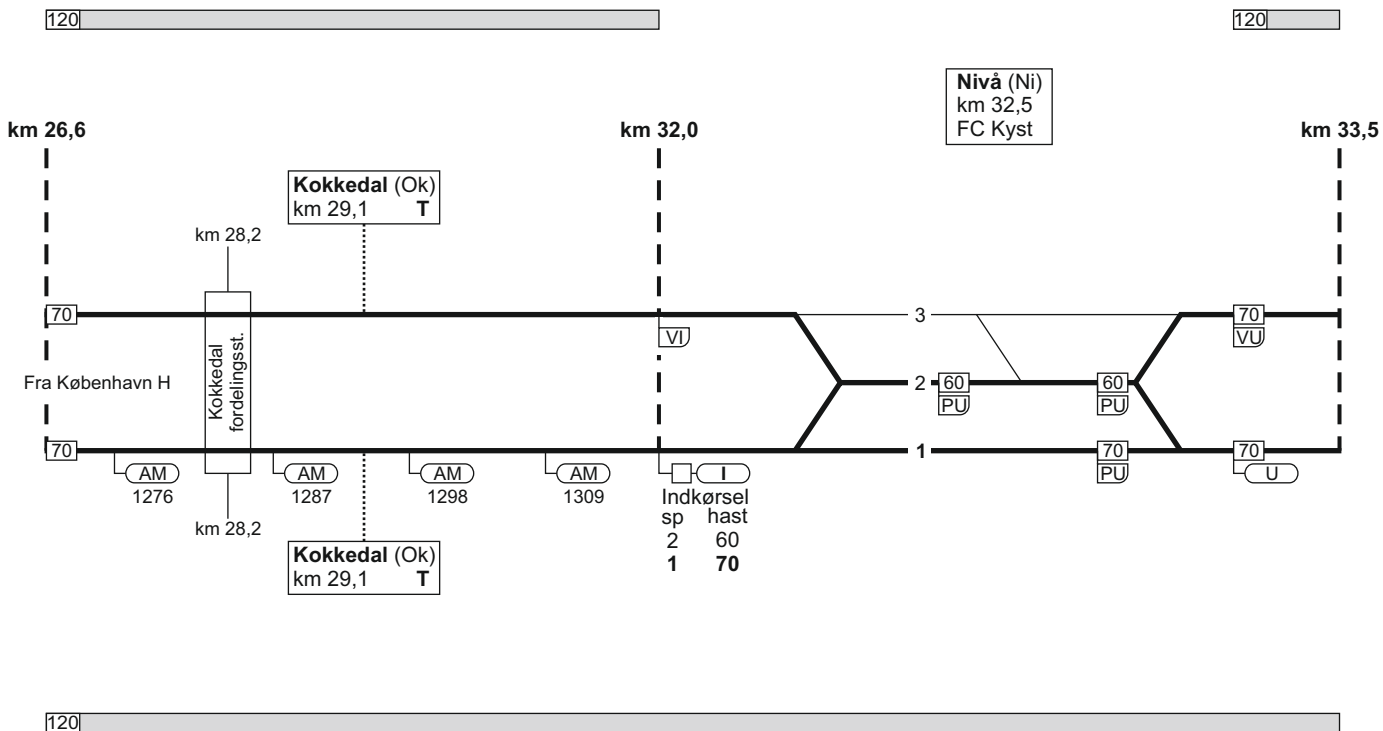 120
120
Nivå (Ni)
km 32,5
FC Kyst
km 26,6
km 32,0
km 33,5
Kokkedal (Ok)
km 29,1 T
km 28,2
70
3
70
VI
VU
Kokkedal
fordelingsst.
Fra København H
2
60
60
PU
PU
70
1
70
70
AM
AM
AM
AM
I
PU
U
1276
1287
1298
1309
Indkørsel
sp hast
2 60
1 70
km 28,2
Kokkedal (Ok)
km 29,1 T
120